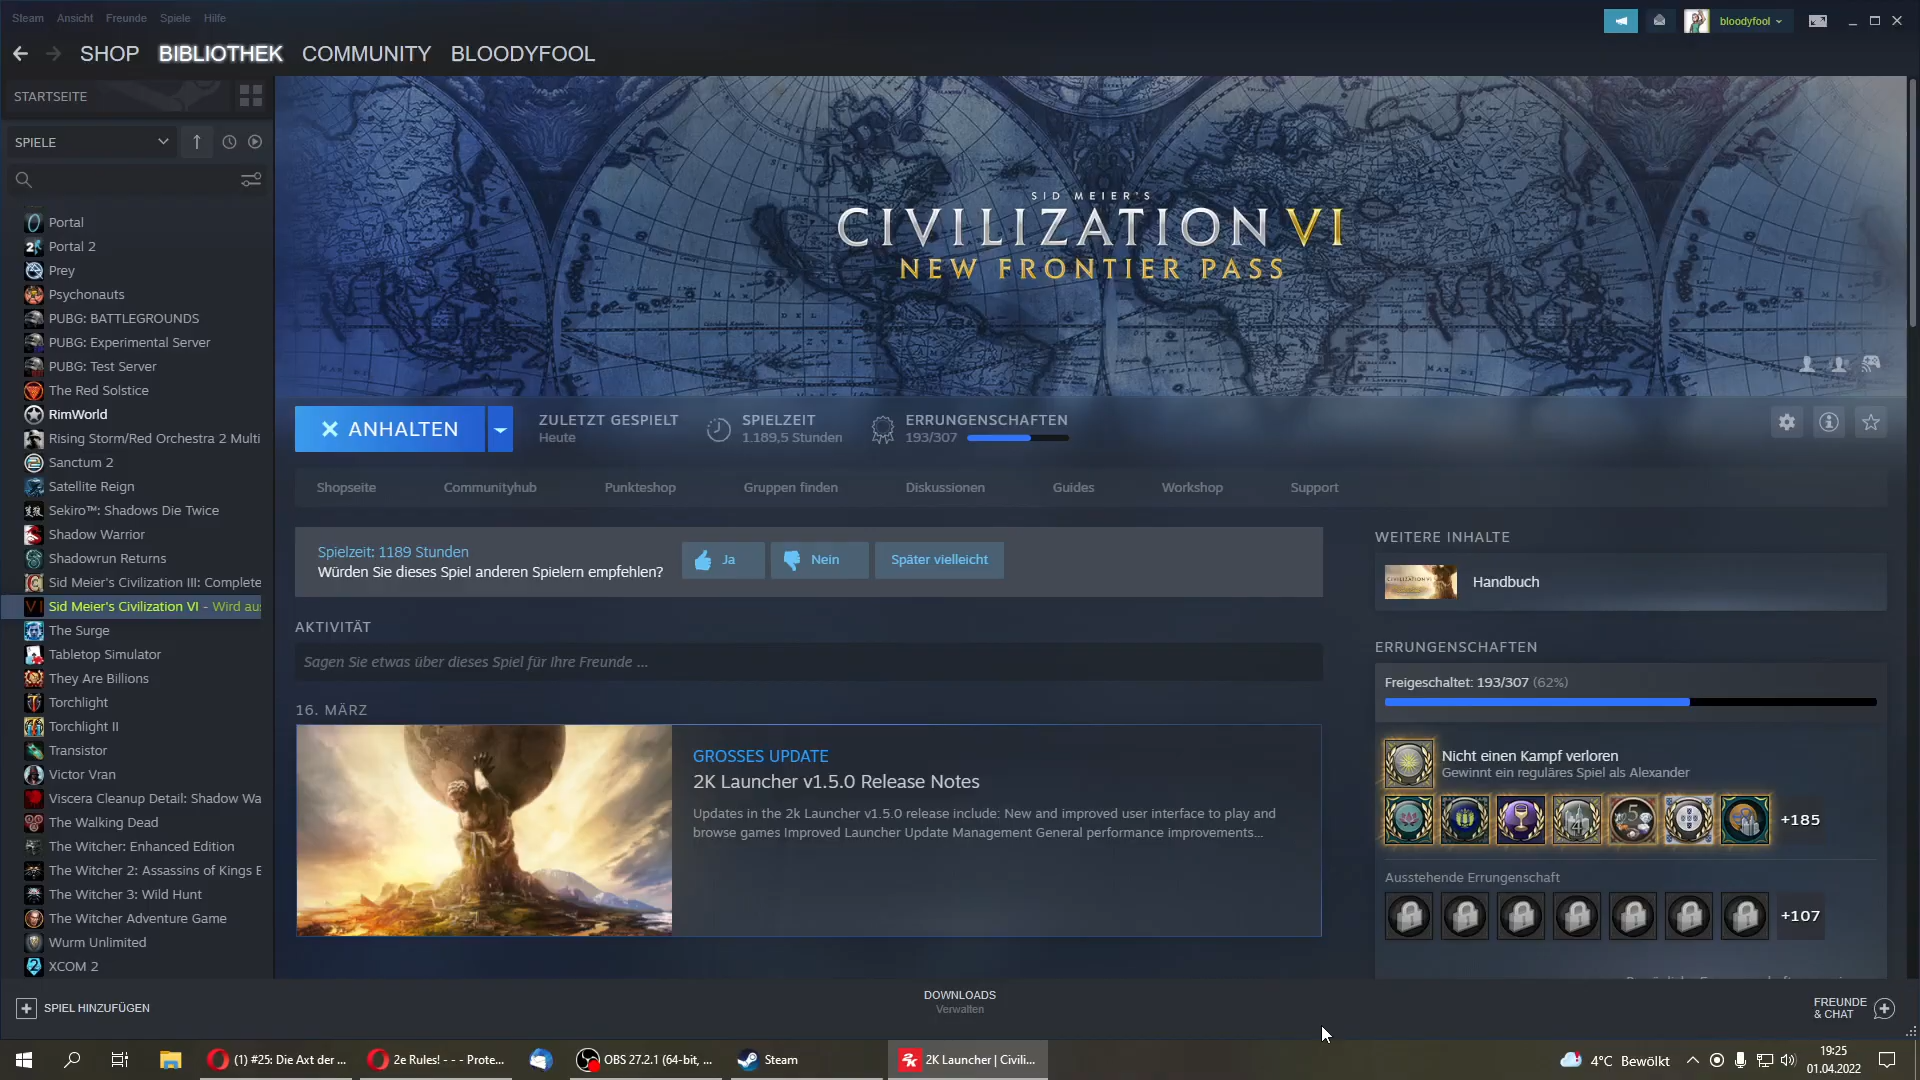 Steam Ansicht Freunde Spiele Hilfe
bloodyfool
SHOP BIBLIOTHEK COMMUNITY BLOODYFOOL
STARTSEITE
SPIELE
Portal
Portal 2
Prey
Psychonauts
PUBG: BATTLEGROUNDS
PUBG: Experimental Server
PUBG: Test Server
The Red Solstice
RimWorld
Rising Storm/Red Orchestra 2 Multi
Sanctum 2
Satellite Reign
Sekiro™: Shadows Die Twice
Shadow Warrior
Shadowrun Returns
Sid Meier's Civilization III: Complete
Sid Meier's Civilization VI - Wird aus
The Surge
Tabletop Simulator
They Are Billions
Torchlight
Torchlight II
Transistor
Victor Vran
Viscera Cleanup Detail: Shadow Wa
The Walking Dead
The Witcher: Enhanced Edition
The Witcher 2: Assassins of Kings E
The Witcher 3: Wild Hunt
The Witcher Adventure Game
Wurm Unlimited
XCOM 2
SID MEIER'S
CIVILIZATION VI
NEW FRONTIER PASS
ANHALTEN
ZULETZT GESPIELT
Heute
SPIELZEIT
1.189,5 Stunden
ERRUNGENSCHAFTEN
193/307
Shopseite Communityhub Punkteshop Gruppen finden Diskussionen Guides Workshop Support
Spielzeit: 1189 Stunden
Würden Sie dieses Spiel anderen Spielern empfehlen?
Ja Nein Später vielleicht
AKTIVITÄT
Sagen Sie etwas über dieses Spiel für Ihre Freunde ...
16. MÄRZ
GROSSES UPDATE
2K Launcher v1.5.0 Release Notes
Updates in the 2k Launcher v1.5.0 release include: New and improved user interface to play and
browse games Improved Launcher Update Management General performance improvements...
WEITERE INHALTE
Handbuch
ERRUNGENSCHAFTEN
Freigeschaltet: 193/307 (62%)
Nicht einen Kampf verloren
Gewinnt ein reguläres Spiel als Alexander
+185
Ausstehende Errungenschaft
+107
SPIEL HINZUFÜGEN
DOWNLOADS
Verwalten
FREUNDE
& CHAT
(1) #25: Die Axt der ...
2e Rules! - - - Prote...
OBS 27.2.1 (64-bit, ...
Steam
2K Launcher | Civili...
4°C Bewölkt
19:25
01.04.2022